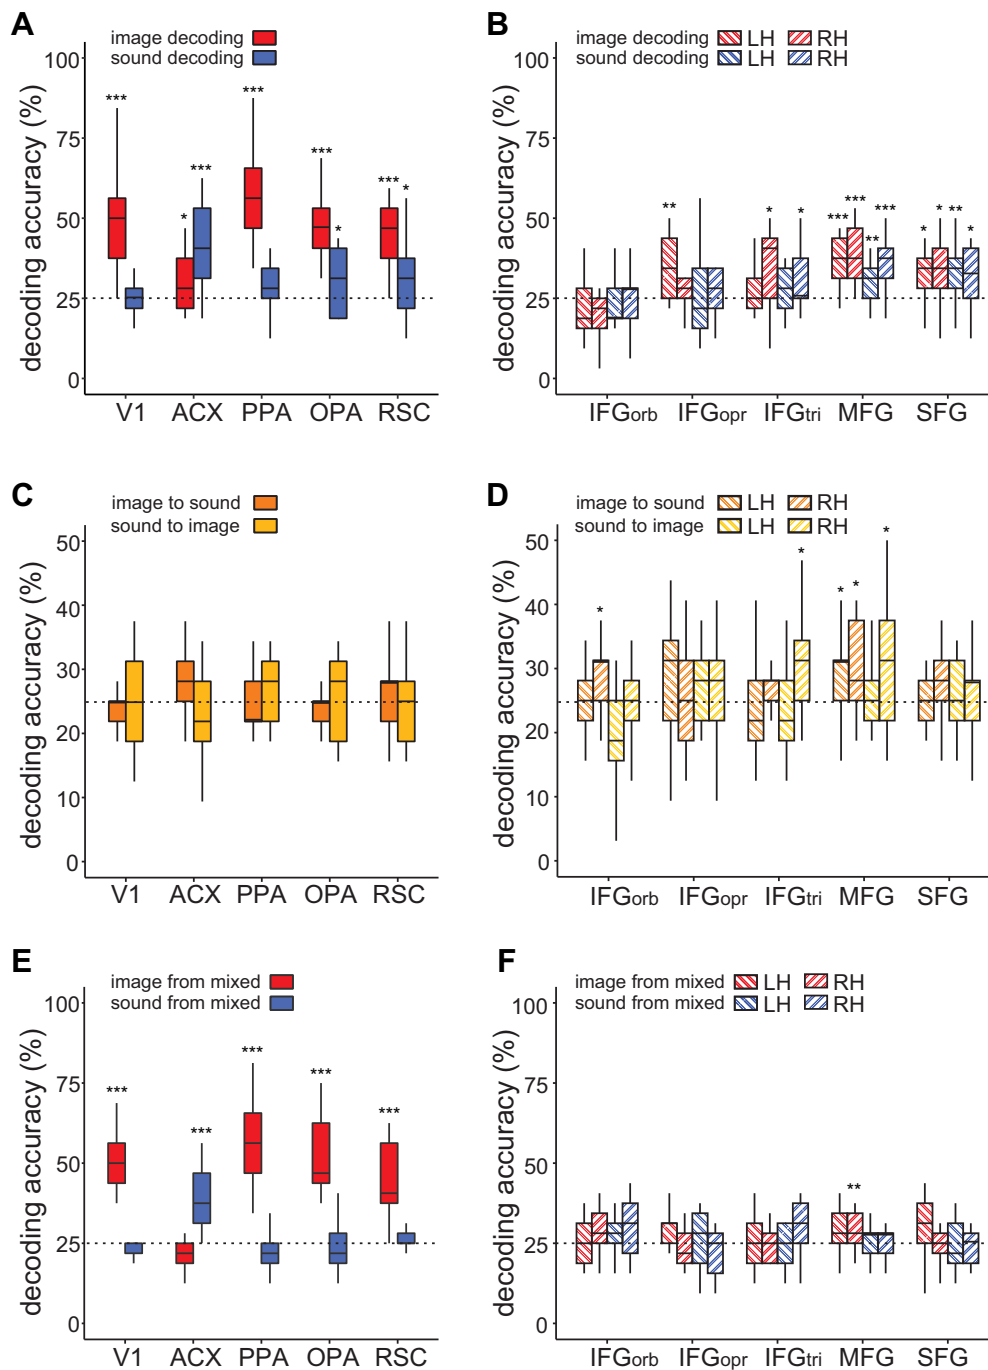 A
image decoding
sound decoding
decoding accuracy (%)
100
75
50
25
0
*** * *** *** *** * *** *
V1 ACX PPA OPA RSC
B
image decoding LH RH
sound decoding LH RH
decoding accuracy (%)
100
75
50
25
0
** * * *** *** ** *** * * ** *
IFGorb IFGopr IFGtri MFG SFG
C
image to sound
sound to image
decoding accuracy (%)
50
40
30
20
10
0
V1 ACX PPA OPA RSC
D
image to sound LH RH
sound to image LH RH
decoding accuracy (%)
50
40
30
20
10
0
* * * * *
IFGorb IFGopr IFGtri MFG SFG
E
image from mixed
sound from mixed
decoding accuracy (%)
100
75
50
25
0
*** *** *** *** ***
V1 ACX PPA OPA RSC
F
image from mixed LH RH
sound from mixed LH RH
decoding accuracy (%)
100
75
50
25
0
**
IFGorb IFGopr IFGtri MFG SFG